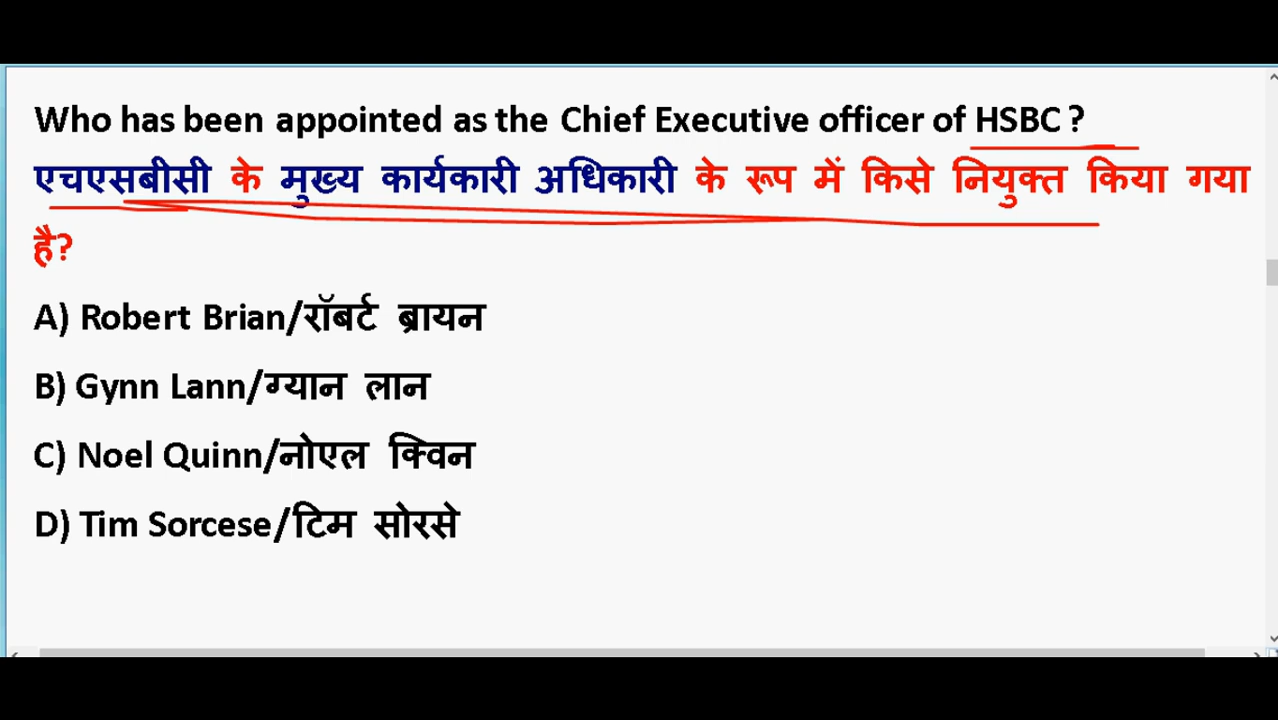 Who has been appointed as the Chief Executive officer of HSBC ?
एचएसबीसी के मुख्य कार्यकारी अधिकारी के रूप में किसे नियुक्त किया गया
है?
A) Robert Brian/रॉबर्ट ब्रायन
B) Gynn Lann/ग्यान लान
C) Noel Quinn/नोएल क्विन
D) Tim Sorcese/टिम सोरसे